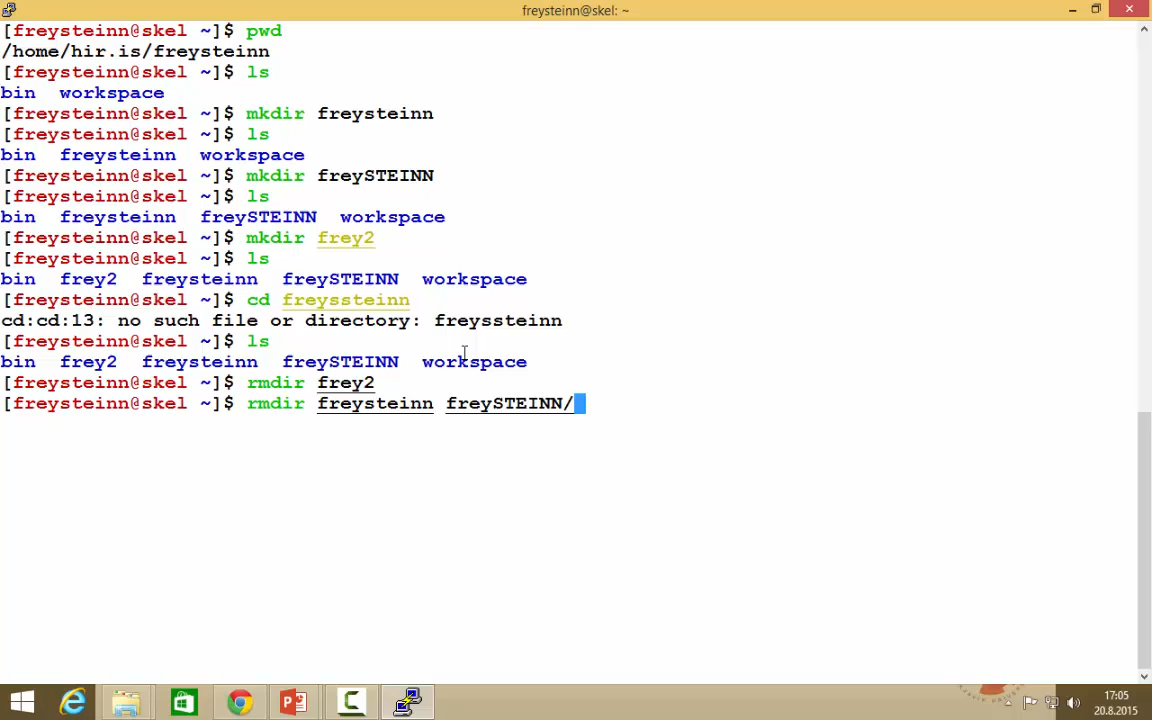 freysteinn@skel: ~
[freysteinn@skel ~]$ pwd
/home/hir.is/freysteinn
[freysteinn@skel ~]$ ls
bin  workspace
[freysteinn@skel ~]$ mkdir freysteinn
[freysteinn@skel ~]$ ls
bin  freysteinn  workspace
[freysteinn@skel ~]$ mkdir freySTEINN
[freysteinn@skel ~]$ ls
bin  freysteinn  freySTEINN  workspace
[freysteinn@skel ~]$ mkdir frey2
[freysteinn@skel ~]$ ls
bin  frey2  freysteinn  freySTEINN  workspace
[freysteinn@skel ~]$ cd freyssteinn
cd:cd:13: no such file or directory: freyssteinn
[freysteinn@skel ~]$ ls
bin  frey2  freysteinn  freySTEINN  workspace
[freysteinn@skel ~]$ rmdir frey2
[freysteinn@skel ~]$ rmdir freysteinn freySTEINN/
17:05
20.8.2015